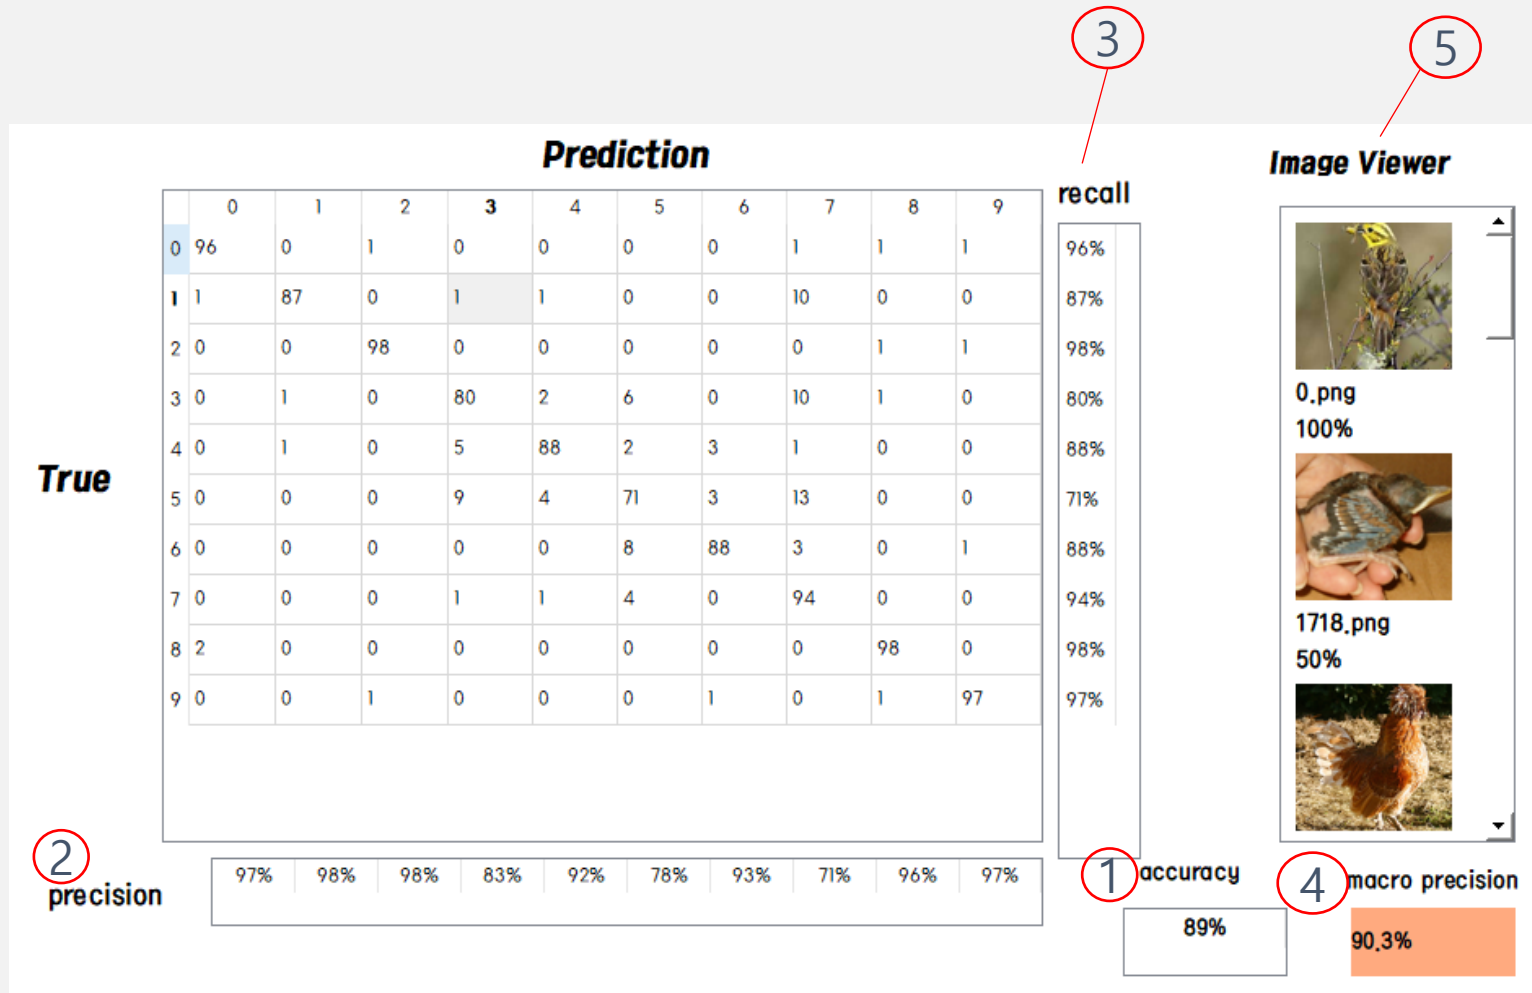 3
5
Prediction
Image Viewer
recall
0 1 2 3 4 5 6 7 8 9
0 96 0 1 0 0 0 0 1 1 1 96%
1 1 87 0 1 1 0 0 10 0 0 87%
2 0 0 98 0 0 0 0 0 1 1 98%
3 0 1 0 80 2 6 0 10 1 0 80%
0.png
100%
4 0 1 0 5 88 2 3 1 0 0 88%
True
5 0 0 0 9 4 71 3 13 0 0 71%
6 0 0 0 0 0 8 88 3 0 1 88%
7 0 0 0 1 1 4 0 94 0 0 94%
1718.png
50%
8 2 0 0 0 0 0 0 0 98 0 98%
9 0 0 1 0 0 0 1 0 1 97 97%
2
precision
97% 98% 98% 83% 92% 78% 93% 71% 96% 97%
1 accuracy
89%
4 macro precision
90.3%